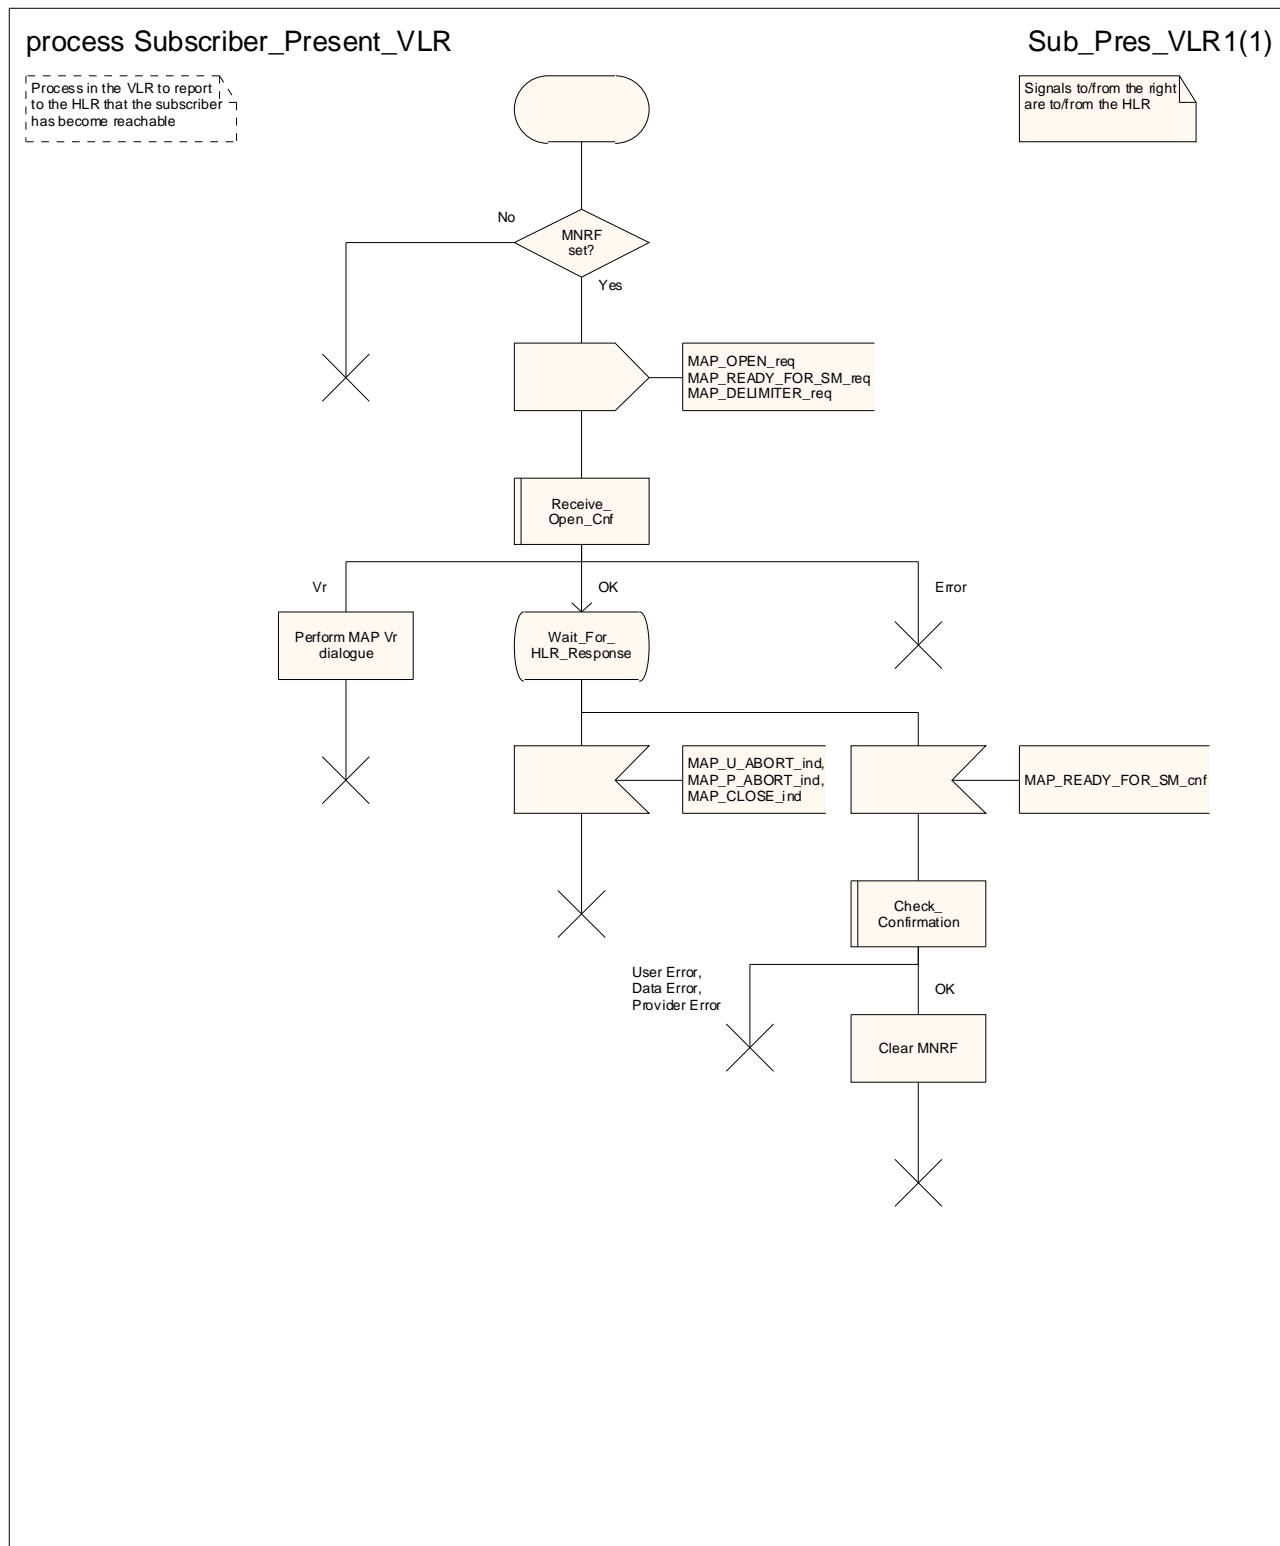 process Subscriber_Present_VLR
Sub_Pres_VLR1(1)
Process in the VLR to report
to the HLR that the subscriber
has become reachable
Signals to/from the right
are to/from the HLR
No
MNRF
set?
Yes
MAP_OPEN_req
MAP_READY_FOR_SM_req
MAP_DELIMITER_req
Receive_
Open_Cnf
Vr
OK
Error
Perform MAP Vr
dialogue
Wait_For_
HLR_Response
MAP_U_ABORT_ind,
MAP_P_ABORT_ind,
MAP_CLOSE_ind
MAP_READY_FOR_SM_cnf
Check_
Confirmation
User Error,
Data Error,
Provider Error
OK
Clear MNRF